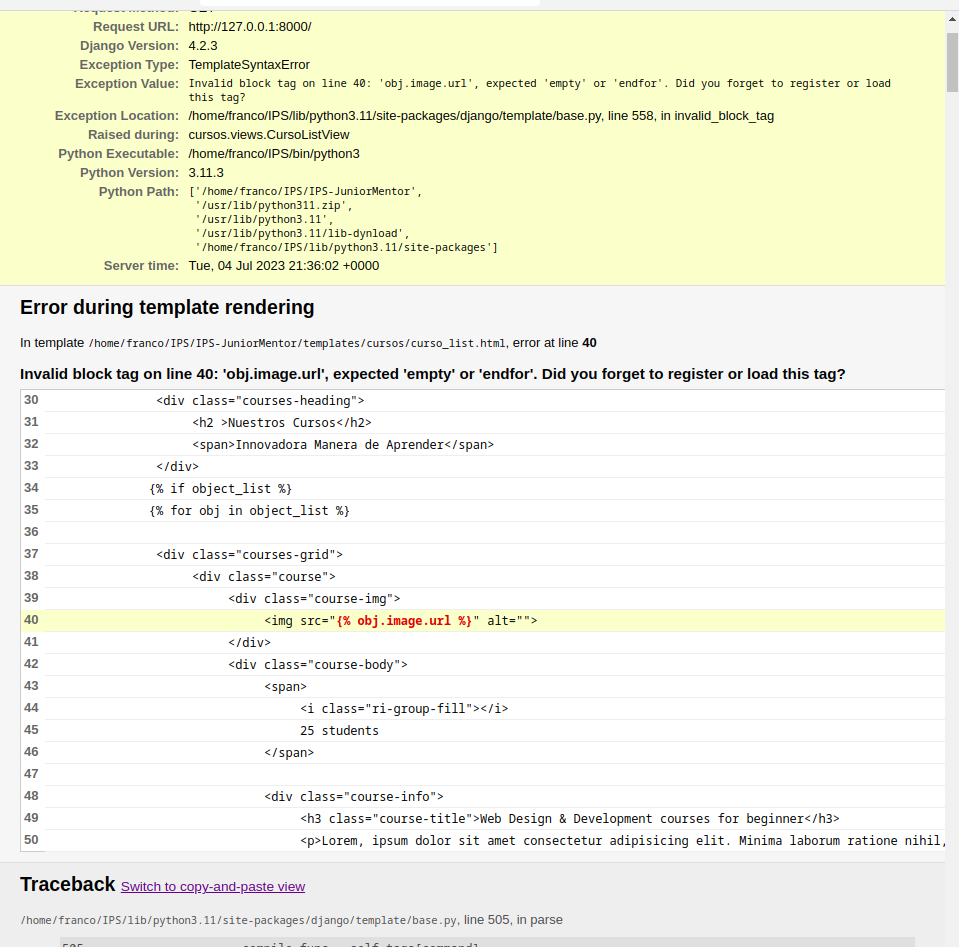 Request URL: http://127.0.0.1:8000/
Django Version: 4.2.3
Exception Type: TemplateSyntaxError
Exception Value: Invalid block tag on line 40: 'obj.image.url', expected 'empty' or 'endfor'. Did you forget to register or load
this tag?
Exception Location: /home/franco/IPS/lib/python3.11/site-packages/django/template/base.py, line 558, in invalid_block_tag
Raised during: cursos.views.CursoListView
Python Executable: /home/franco/IPS/bin/python3
Python Version: 3.11.3
Python Path: ['/home/franco/IPS/IPS-JuniorMentor',
'/usr/lib/python311.zip',
'/usr/lib/python3.11',
'/usr/lib/python3.11/lib-dynload',
'/home/franco/IPS/lib/python3.11/site-packages']
Server time: Tue, 04 Jul 2023 21:36:02 +0000
Error during template rendering
In template /home/franco/IPS/IPS-JuniorMentor/templates/cursos/curso_list.html, error at line 40
Invalid block tag on line 40: 'obj.image.url', expected 'empty' or 'endfor'. Did you forget to register or load this tag?
30 <div class="courses-heading">
31 <h2 >Nuestros Cursos</h2>
32 <span>Innovadora Manera de Aprender</span>
33 </div>
34 {% if object_list %}
35 {% for obj in object_list %}
36
37 <div class="courses-grid">
38 <div class="course">
39 <div class="course-img">
40 <img src="{% obj.image.url %}" alt="">
41 </div>
42 <div class="course-body">
43 <span>
44 <i class="ri-group-fill"></i>
45 25 students
46 </span>
47
48 <div class="course-info">
49 <h3 class="course-title">Web Design & Development courses for beginner</h3>
50 <p>Lorem, ipsum dolor sit amet consectetur adipisicing elit. Minima laborum ratione nihil,
Traceback Switch to copy-and-paste view
/home/franco/IPS/lib/python3.11/site-packages/django/template/base.py, line 505, in parse